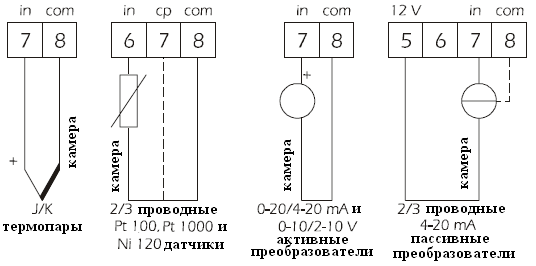 in com
7 8
+
камера
J/K
термопары
in cp com
6 7 8
камера
2/3 проводные
Pt 100, Pt 1000 и
Ni 120 датчики
in com
7 8
+
камера
0-20/4-20 mA и
0-10/2-10 V
активные
преобразователи
12 V in com
5 6 7 8
2/3 проводные
4-20 mA
пассивные
преобразователи